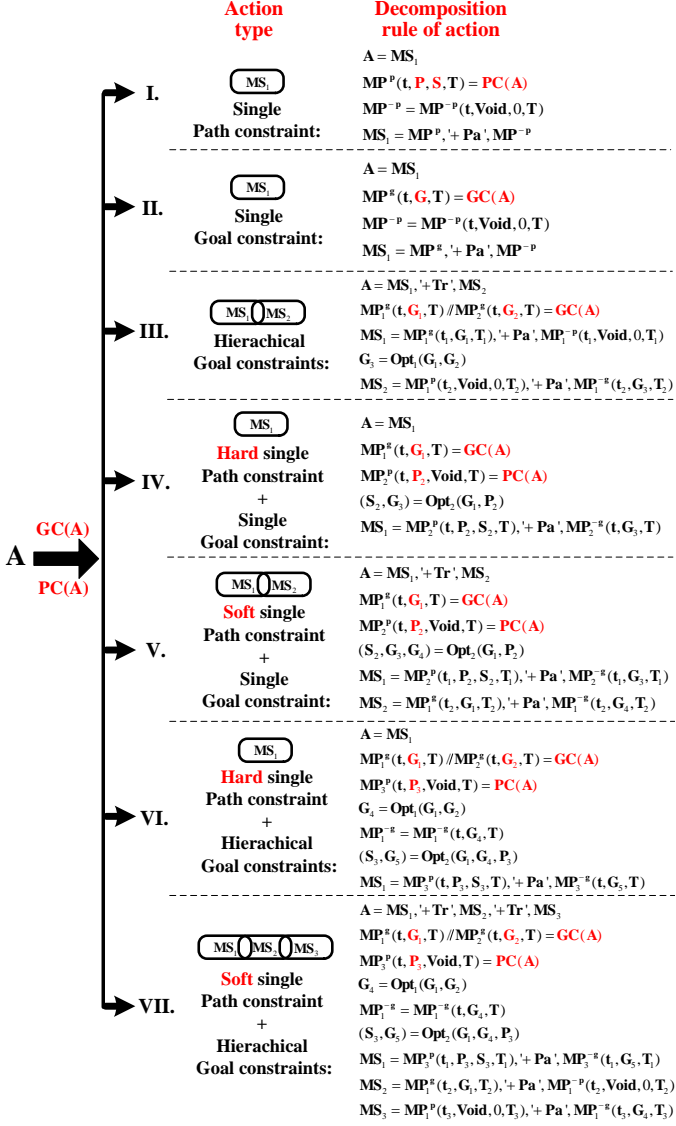 Action type
Decomposition rule of action
A
GC(A)
PC(A)
I.
MS₁
Single
Path constraint:
A = MS₁
MPᵖ(t, P, S, T) = PC(A)
MP⁻ᵖ = MP⁻ᵖ(t, Void, 0, T)
MS₁ = MPᵖ, '+ Pa', MP⁻ᵖ
II.
MS₁
Single
Goal constraint:
A = MS₁
MPᵍ(t, G, T) = GC(A)
MP⁻ᵖ = MP⁻ᵖ(t, Void, 0, T)
MS₁ = MPᵍ, '+ Pa', MP⁻ᵖ
III.
MS₁ MS₂
Hierachical
Goal constraints:
A = MS₁, '+ Tr', MS₂
MP₁ᵍ(t, G₁, T) // MP₂ᵍ(t, G₂, T) = GC(A)
MS₁ = MP₁ᵍ(t₁, G₁, T₁), '+ Pa', MP₁⁻ᵖ(t₁, Void, 0, T₁)
G₃ = Opt₁(G₁, G₂)
MS₂ = MP₁ᵖ(t₂, Void, 0, T₂), '+ Pa', MP₁⁻ᵍ(t₂, G₃, T₂)
IV.
MS₁
Hard single
Path constraint
+
Single
Goal constraint:
A = MS₁
MP₁ᵍ(t, G₁, T) = GC(A)
MP₂ᵖ(t, P₂, Void, T) = PC(A)
(S₂, G₃) = Opt₂(G₁, P₂)
MS₁ = MP₂ᵖ(t, P₂, S₂, T), '+ Pa', MP₂⁻ᵍ(t, G₃, T)
V.
MS₁ MS₂
Soft single
Path constraint
+
Single
Goal constraint:
A = MS₁, '+ Tr', MS₂
MP₁ᵍ(t, G₁, T) = GC(A)
MP₂ᵖ(t, P₂, Void, T) = PC(A)
(S₂, G₃, G₄) = Opt₂(G₁, P₂)
MS₁ = MP₂ᵖ(t₁, P₂, S₂, T₁), '+ Pa', MP₂⁻ᵍ(t₁, G₃, T₁)
MS₂ = MP₁ᵍ(t₂, G₁, T₂), '+ Pa', MP₁⁻ᵍ(t₂, G₄, T₂)
VI.
MS₁
Hard single
Path constraint
+
Hierachical
Goal constraints:
A = MS₁
MP₁ᵍ(t, G₁, T) // MP₂ᵍ(t, G₂, T) = GC(A)
MP₃ᵖ(t, P₃, Void, T) = PC(A)
G₄ = Opt₁(G₁, G₂)
MP₁⁻ᵍ = MP₁⁻ᵍ(t, G₄, T)
(S₃, G₅) = Opt₂(G₁, G₄, P₃)
MS₁ = MP₃ᵖ(t, P₃, S₃, T), '+ Pa', MP₃⁻ᵍ(t, G₅, T)
VII.
MS₁ MS₂ MS₃
Soft single
Path constraint
+
Hierachical
Goal constraints:
A = MS₁, '+ Tr', MS₂, '+ Tr', MS₃
MP₁ᵍ(t, G₁, T) // MP₂ᵍ(t, G₂, T) = GC(A)
MP₃ᵖ(t, P₃, Void, T) = PC(A)
G₄ = Opt₁(G₁, G₂)
MP₁⁻ᵍ = MP₁⁻ᵍ(t, G₄, T)
(S₃, G₅) = Opt₂(G₁, G₄, P₃)
MS₁ = MP₃ᵖ(t₁, P₃, S₃, T₁), '+ Pa', MP₃⁻ᵍ(t₁, G₅, T₁)
MS₂ = MP₁ᵍ(t₂, G₁, T₂), '+ Pa', MP₁⁻ᵖ(t₂, Void, 0, T₂)
MS₃ = MP₁ᵖ(t₃, Void, 0, T₃), '+ Pa', MP₁⁻ᵍ(t₃, G₄, T₃)